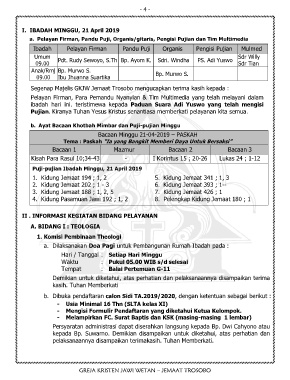 - 4 -
I. IBADAH MINGGU, 21 April 2019
a. Pelayan Firman, Pandu Puji, Organis/gitaris, Pengisi Pujian dan Tim Multimedia
Ibadah Pelayan Firman Pandu Puji Organis Pengisi Pujian Mulmed
Umum 09.00 Pdt. Rudy Sewoyo, S.Th Bp. Ayom K. Sdri. Windha PS. Adi Yuswo Sdr Willy Sdr Tian
Anak/Rmj 09.00 Bp. Murwo S. Ibu Jhuanna Suartika Bp. Murwo S.
Segenap Majelis GKJW Jemaat Trosobo mengucapkan terima kasih kepada :
Pelayan Firman, Para Pemandu Nyanyian & Tim Multimedia yang telah melayani dalam
ibadah hari ini. teristimewa kepada Paduan Suara Adi Yuswo yang telah mengisi
Pujian. Kiranya Tuhan Yesus Kristus senantiasa memberkati pelayanan kita semua.
b. Ayat Bacaan Khotbah Mimbar dan Puji-pujian Minggu
Bacaan Minggu 21-04-2019 – PASKAH
Tema : Paskah "Ia yang Bangkit Memberi Daya Untuk Bersaksi"
Bacaan 1 Mazmur Bacaan 2 Bacaan 3
Kisah Para Rasul 10;34-43 - I Korintus 15 ; 20-26 Lukas 24 ; 1-12
Puji-pujian Ibadah Minggu, 21 April 2019
1. Kidung Jemaat 194 ; 1, 2
2. Kidung Jemaat 202 ; 1 – 3
3. Kidung Jemaat 188 ; 1, 2, 5
4. Kidung Pasamuan Jawi 192 ; 1, 2
5. Kidung Jemaat 341 ; 1, 3
6. Kidung Jemaat 393 ; 1-
7. Kidung Jemaat 426 ; 1
8. Pelengkap Kidung Jemaat 180 ; 1
II . INFORMASI KEGIATAN BIDANG PELAYANAN
A. BIDANG I : TEOLOGIA
1. Komisi Pembinaan Teologi
a. Dilaksanakan Doa Pagi untuk Pembangunan Rumah Ibadah pada :
Hari / Tanggal : Setiap Hari Minggu
Waktu : Pukul 05.00 WIB s/d selesai
Tempat : Balai Pertemuan G-11
Demikian untuk diketahui, atas perhatian dan pelaksanaannya disampaikan terima
kasih. Tuhan Memberkati
b. Dibuka pendaftaran calon Sidi TA.2019/2020, dengan ketentuan sebagai berikut :
- Usia Minimal 16 Thn (SLTA kelas XI)
- Mengisi Formulir Pendaftaran yang diketahui Ketua Kelompok.
- Melampirkan FC. Surat Baptis dan KSK (masing-masing 1 lembar)
Persyaratan administrasi dapat diserahkan langsung kepada Bp. Dwi Cahyono atau
kepada Bp. Suwarno. Demikian disampaikan untuk diketahui, atas perhatian dan
pelaksanaannya disampaikan terimakasih. Tuhan Memberkati.
GREJA KRISTEN JAWI WETAN – JEMAAT TROSOBO